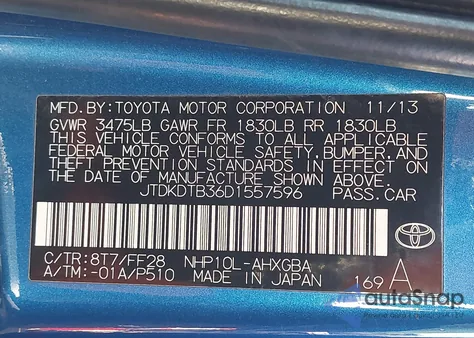 MFD. BY: TOYOTA MOTOR CORPORATION 11/13
GVWR 3475LB GAWR FR 1830LB RR 1830LB
THIS VEHICLE CONFORMS TO ALL APPLICABLE
FEDERAL MOTOR VEHICLE SAFETY, BUMPER, AND
THEFT PREVENTION STANDARDS IN EFFECT ON
THE DATE OF MANUFACTURE SHOWN ABOVE.
JTDKDTB36D1557596 PASS. CAR
C/TR: 8T7/FF28 NHP10L-AHXGBA
A/TM: -01A/P510 MADE IN JAPAN 169 A
TOYOTA
autoSnap